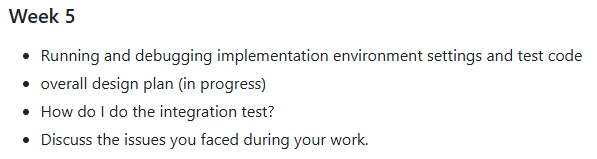 Week 5
Running and debugging implementation environment settings and test code
overall design plan (in progress)
How do I do the integration test?
Discuss the issues you faced during your work.